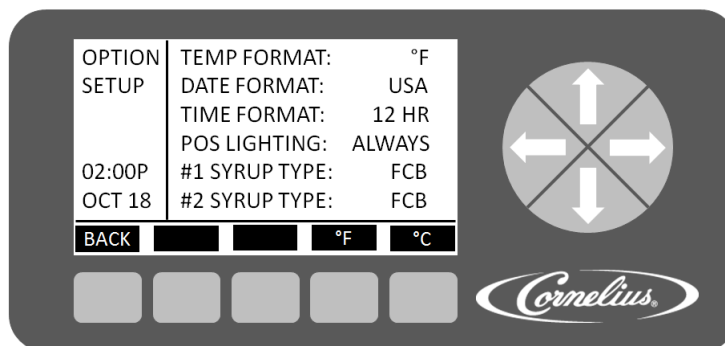 OPTION TEMP FORMAT: °F
SETUP DATE FORMAT: USA
TIME FORMAT: 12 HR
POS LIGHTING: ALWAYS
02:00P #1 SYRUP TYPE: FCB
OCT 18 #2 SYRUP TYPE: FCB
BACK °F °C
Cornelius®